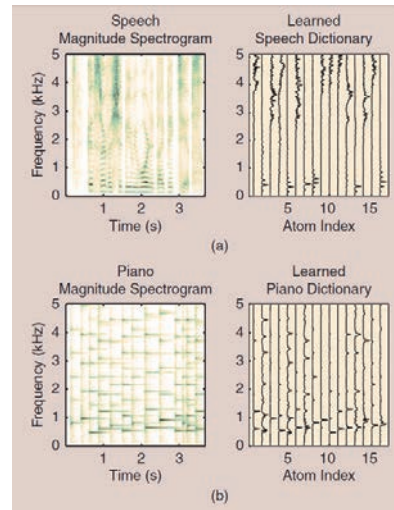 Speech
Magnitude Spectrogram
Learned
Speech Dictionary
5
4
3
2
1
0
Frequency (kHz)
1 2 3
Time (s)
5
4
3
2
1
0
5 10 15
Atom Index
(a)
Piano
Magnitude Spectrogram
Learned
Piano Dictionary
5
4
3
2
1
0
Frequency (kHz)
1 2 3
Time (s)
5
4
3
2
1
0
5 10 15
Atom Index
(b)